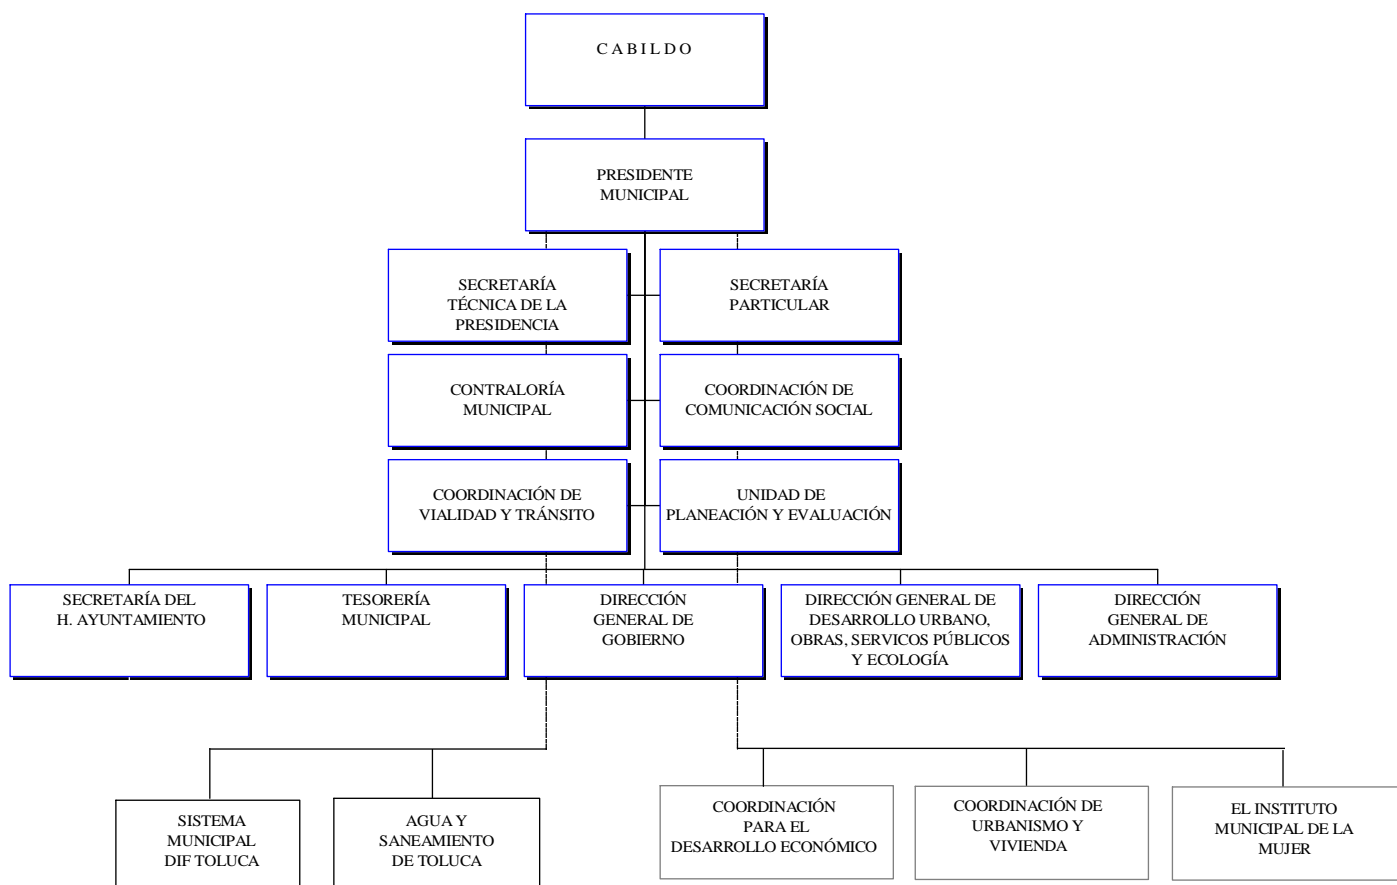 C A B I L D O
PRESIDENTE
MUNICIPAL
SECRETARÍA
TÉCNICA DE LA
PRESIDENCIA
SECRETARÍA
PARTICULAR
CONTRALORÍA
MUNICIPAL
COORDINACIÓN DE
COMUNICACIÓN SOCIAL
COORDINACIÓN DE
VIALIDAD Y TRÁNSITO
UNIDAD DE
PLANEACIÓN Y EVALUACIÓN
SECRETARÍA DEL
H. AYUNTAMIENTO
TESORERÍA
MUNICIPAL
DIRECCIÓN
GENERAL DE
GOBIERNO
DIRECCIÓN GENERAL DE
DESARROLLO URBANO,
OBRAS, SERVICOS PÚBLICOS
Y ECOLOGÍA
DIRECCIÓN
GENERAL DE
ADMINISTRACIÓN
SISTEMA
MUNICIPAL
DIF TOLUCA
AGUA Y
SANEAMIENTO
DE TOLUCA
COORDINACIÓN
PARA EL
DESARROLLO ECONÓMICO
COORDINACIÓN DE
URBANISMO Y
VIVIENDA
EL INSTITUTO
MUNICIPAL DE LA
MUJER